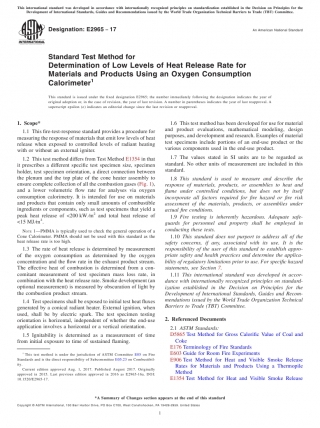 This international standard was developed in accordance with internationally recognized principles on standardization established in the Decision on Principles for the
Development of International Standards, Guides and Recommendations issued by the World Trade Organization Technical Barriers to Trade (TBT) Committee.
Designation: E2965 − 17
An American National Standard
ASTM
INTERNATIONAL
Standard Test Method for
Determination of Low Levels of Heat Release Rate for
Materials and Products Using an Oxygen Consumption
Calorimeter1
This standard is issued under the fixed designation E2965; the number immediately following the designation indicates the year of
original adoption or, in the case of revision, the year of last revision. A number in parentheses indicates the year of last reapproval. A
superscript epsilon (ε) indicates an editorial change since the last revision or reapproval.
1. Scope*
1.1 This fire-test-response standard provides a procedure for
measuring the response of materials that emit low levels of heat
release when exposed to controlled levels of radiant heating
with or without an external igniter.
1.2 This test method differs from Test Method E1354 in that
it prescribes a different specific test specimen size, specimen
holder, test specimen orientation, a direct connection between
the plenum and the top plate of the cone heater assembly to
ensure complete collection of all the combustion gases (Fig. 1),
and a lower volumetric flow rate for analyses via oxygen
consumption calorimetry. It is intended for use on materials
and products that contain only small amounts of combustible
ingredients or components, such as test specimens that yield a
peak heat release of <200 kW/m2 and total heat release of
<15 MJ/m2.
NOTE 1—PMMA is typically used to check the general operation of a
Cone Calorimeter. PMMA should not be used with this standard as the
heat release rate is too high.
1.3 The rate of heat release is determined by measurement
of the oxygen consumption as determined by the oxygen
concentration and the flow rate in the exhaust product stream.
The effective heat of combustion is determined from a con-
comitant measurement of test specimen mass loss rate, in
combination with the heat release rate. Smoke development (an
optional measurement) is measured by obscuration of light by
the combustion product stream.
1.4 Test specimens shall be exposed to initial test heat fluxes
generated by a conical radiant heater. External ignition, when
used, shall be by electric spark. The test specimen testing
orientation is horizontal, independent of whether the end-use
application involves a horizontal or a vertical orientation.
1.5 Ignitability is determined as a measurement of time
from initial exposure to time of sustained flaming.
1 This test method is under the jurisdiction of ASTM Committee E05 on Fire
Standards and is the direct responsibility of Subcommittee E05.21 on Combustibil-
ity.
Current edition approved Aug. 1, 2017. Published August 2017. Originally
approved in 2015. Last previous edition approved in 2016 as E2965-16a. DOI:
10.1520/E2965-17.
1.6 This test method has been developed for use for material
and product evaluations, mathematical modeling, design
purposes, and development and research. Examples of material
test specimens include portions of an end-use product or the
various components used in the end-use product.
1.7 The values stated in SI units are to be regarded as
standard. No other units of measurement are included in this
standard.
1.8 This standard is used to measure and describe the
response of materials, products, or assemblies to heat and
flame under controlled conditions, but does not by itself
incorporate all factors required for fire hazard or fire risk
assessment of the materials, products, or assemblies under
actual fire conditions.
1.9 Fire testing is inherently hazardous. Adequate safe-
guards for personnel and property shall be employed in
conducting these tests.
1.10 This standard does not purport to address all of the
safety concerns, if any, associated with its use. It is the
responsibility of the user of this standard to establish appro-
priate safety and health practices and determine the applica-
bility of regulatory limitations prior to use. For specific hazard
statements, see Section 7.
1.11 This international standard was developed in accor-
dance with internationally recognized principles on standard-
ization established in the Decision on Principles for the
Development of International Standards, Guides and Recom-
mendations issued by the World Trade Organization Technical
Barriers to Trade (TBT) Committee.
2. Referenced Documents
2.1 ASTM Standards:
D5865 Test Method for Gross Calorific Value of Coal and
Coke
E176 Terminology of Fire Standards
E603 Guide for Room Fire Experiments
E906 Test Method for Heat and Visible Smoke Release
Rates for Materials and Products Using a Thermopile
Method
E1354 Test Method for Heat and Visible Smoke Release
*A Summary of Changes section appears at the end of this standard
Copyright © ASTM International, 100 Barr Harbor Drive, PO Box C700, West Conshohocken, PA 19428-2959. United States
1